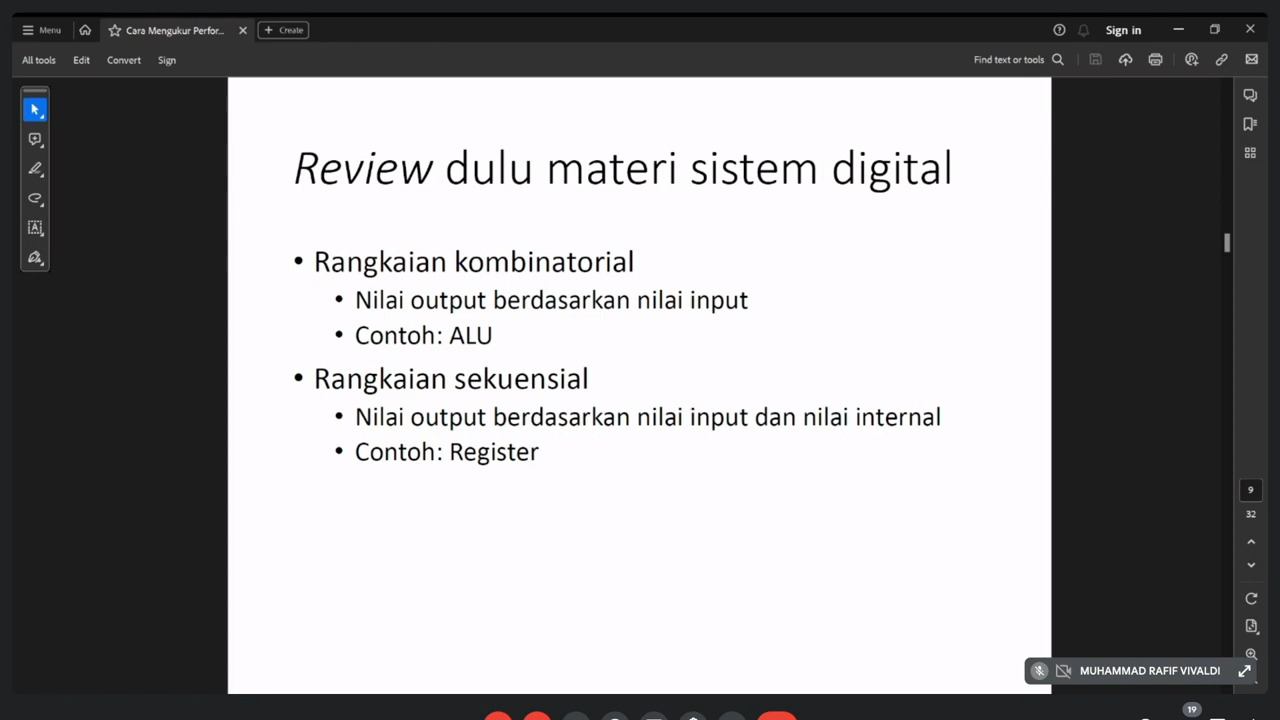 Menu
Cara Mengukur Perfor...
Create
Sign in
All tools
Edit
Convert
Sign
Find text or tools
Review dulu materi sistem digital
• Rangkaian kombinatorial
• Nilai output berdasarkan nilai input
• Contoh: ALU
• Rangkaian sekuensial
• Nilai output berdasarkan nilai input dan nilai internal
• Contoh: Register
9
32
MUHAMMAD RAFIF VIVALDI
19